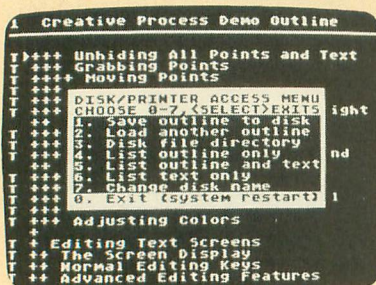 i Creative Process Demo Outline
T +++ Unhiding All Points and Text
+++ Grabbing Points
T ++++ Moving Points
+++
T +++
T +++
T +++
T +++
T +++
DISK/PRINTER ACCESS MENU
CHOOSE 0-7,<SELECT>EXITS
1. Save outline to disk
2. Load another outline
3. Disk file directory
4. List outline only
5. List outline and text
6. List text only
7. Change disk name
0. Exit (system restart)
ight
nd
l
T +++ Adjusting Colors
+
T + Editing Text Screens
T ++ The Screen Display
T ++ Normal Editing Keys
T ++ Advanced Editing Features